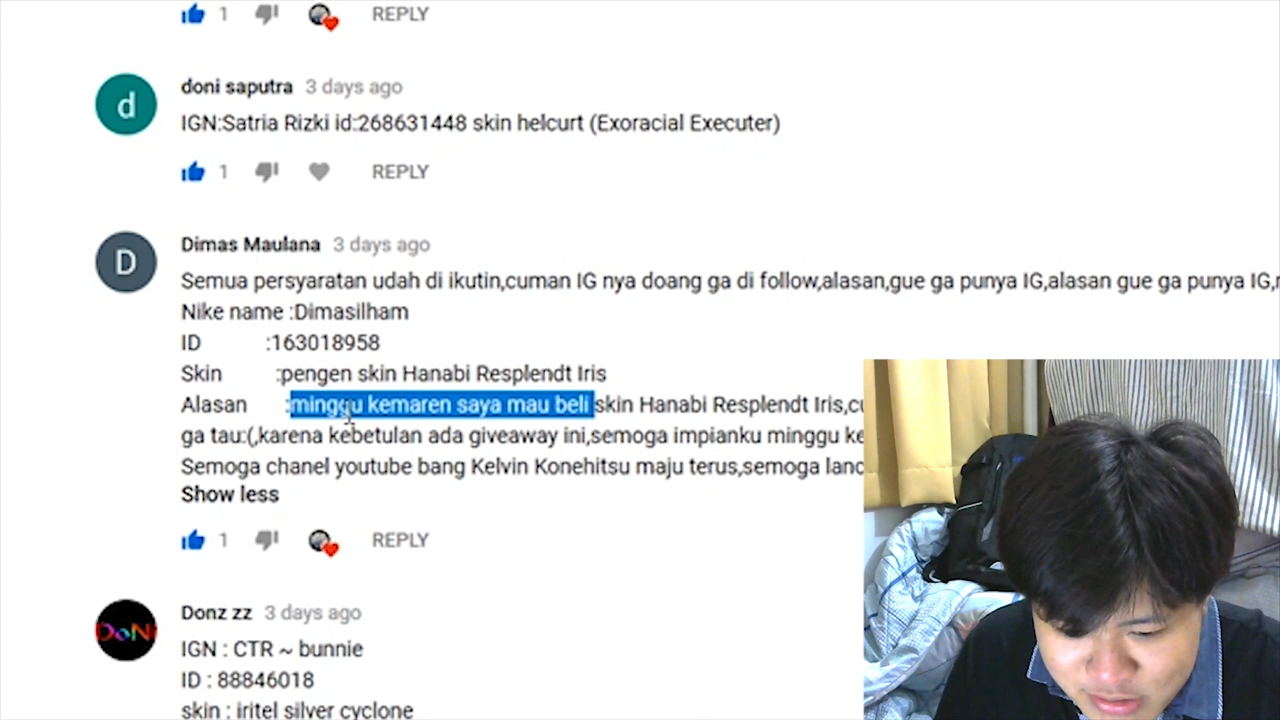 1 REPLY
d
doni saputra 3 days ago
IGN:Satria Rizki id:268631448 skin helcurt (Exoracial Executer)
1 REPLY
D
Dimas Maulana 3 days ago
Semua persyaratan udah di ikutin,cuman IG nya doang ga di follow,alasan,gue ga punya IG,alasan gue ga punya IG,
Nike name :Dimasilham
ID :163018958
Skin :pengen skin Hanabi Resplendt Iris
Alasan :minggu kemaren saya mau beli skin Hanabi Resplendt Iris,
ga tau:(,karena kebetulan ada giveaway ini,semoga impianku minggu
Semoga chanel youtube bang Kelvin Konehitsu maju terus,semoga
Show less
1 REPLY
DoN
Donz zz 3 days ago
IGN : CTR ~ bunnie
ID : 88846018
skin : iritel silver cyclone